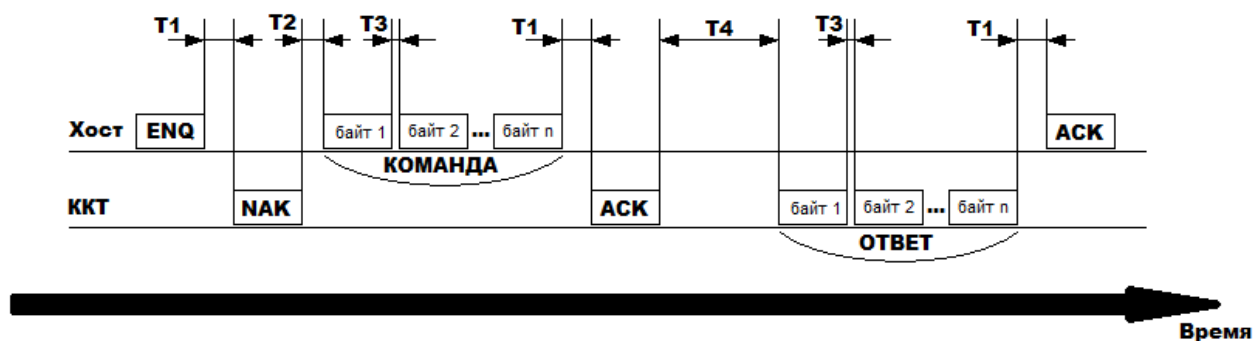 T1 T2 T3 T1 T4 T3 T1
Хост ENQ байт 1 байт 2 ... байт n ACK
КОМАНДА
ККТ NAK ACK байт 1 байт 2 ... байт n
ОТВЕТ
Время